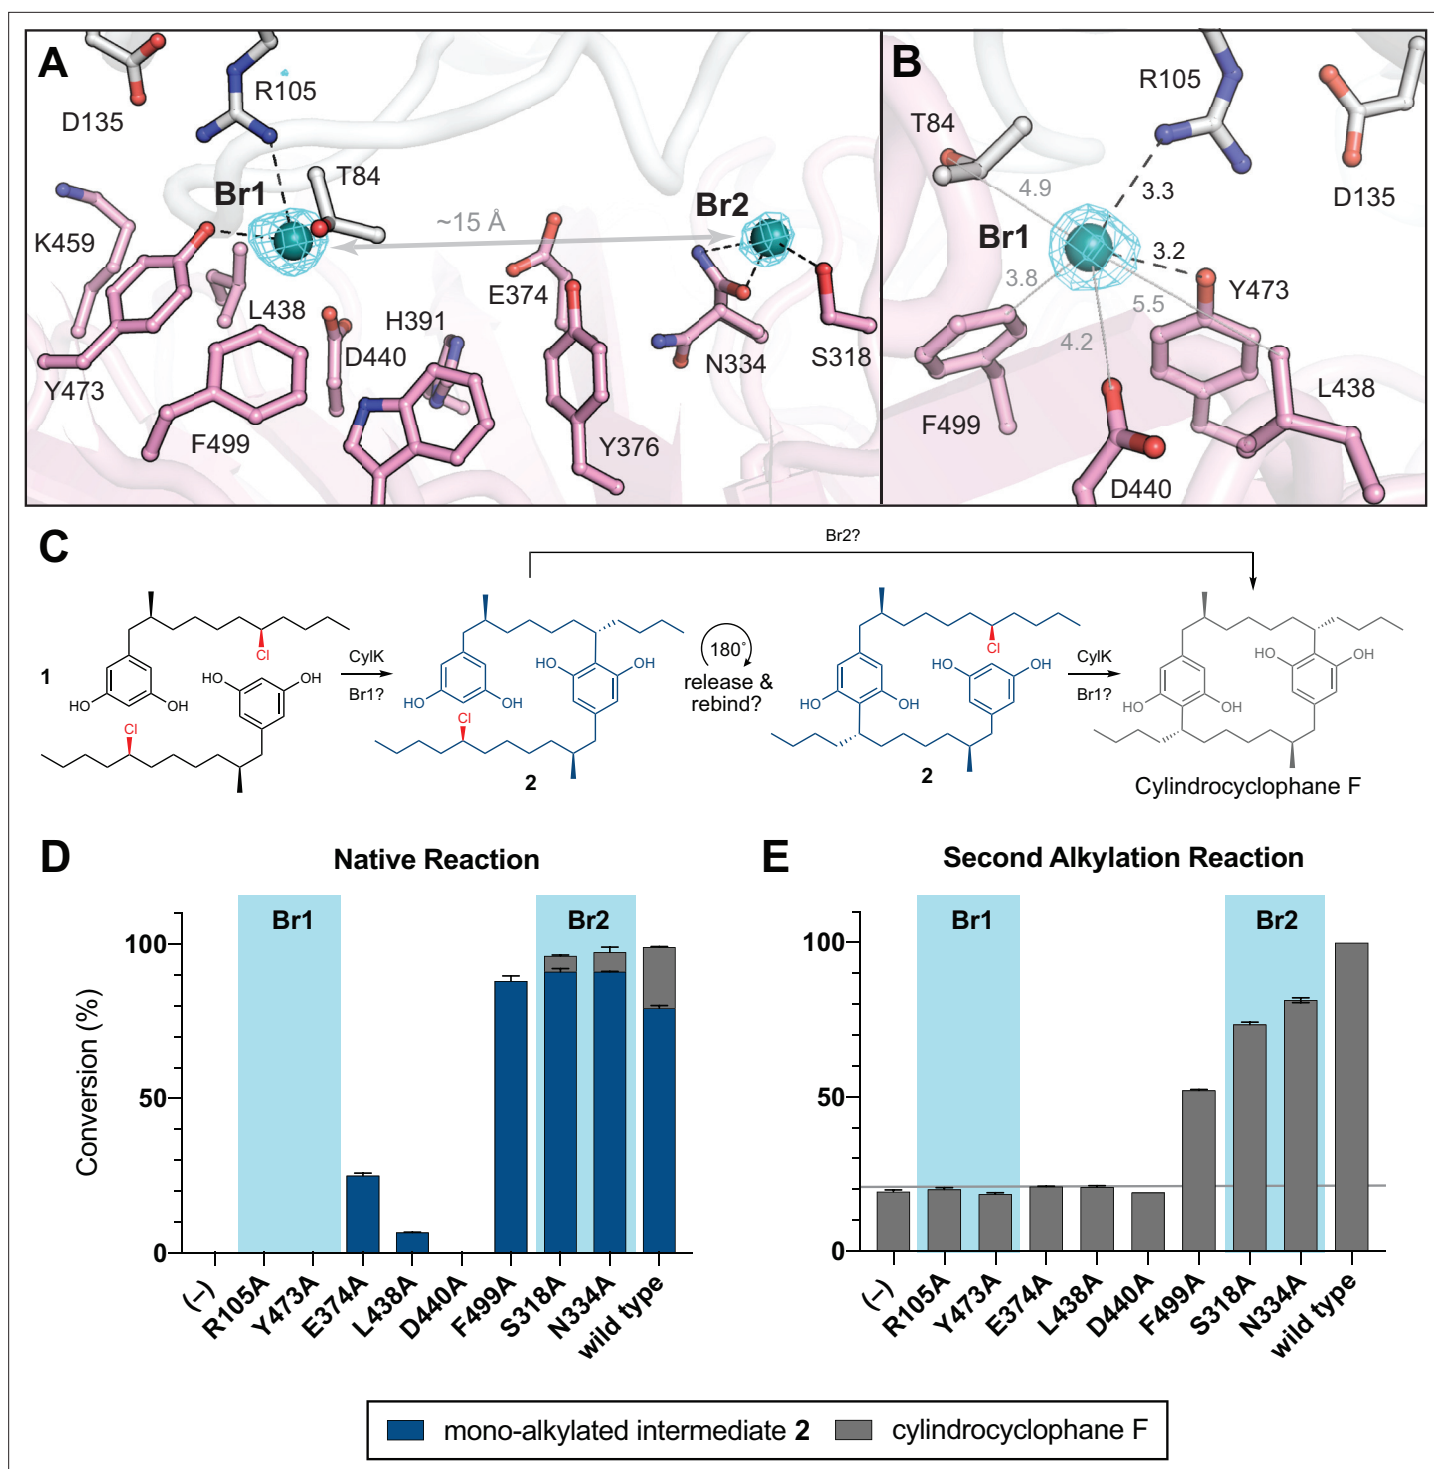 A
D135
R105
T84
Br1
K459
~15 Å
Br2
L438
E374
H391
D440
Y473
F499
N334
S318
Y376
B
R105
T84
D135
4.9
3.3
Br1
3.2
3.8
5.5
Y473
4.2
L438
F499
D440
C
Br2?
1
Cl
HO
OH
HO
OH
Cl
CylK
Br1?
HO
OH
HO
OH
Cl
2
180°
release &
rebind?
Cl
HO
OH
HO
OH
2
CylK
Br1?
HO
OH
HO
OH
Cylindrocyclophane F
D
Native Reaction
Br1
Br2
Conversion (%)
100
50
0
(–)
R105A
Y473A
E374A
L438A
D440A
F499A
S318A
N334A
wild type
E
Second Alkylation Reaction
Br1
Br2
100
50
0
(–)
R105A
Y473A
E374A
L438A
D440A
F499A
S318A
N334A
wild type
mono-alkylated intermediate 2
cylindrocyclophane F